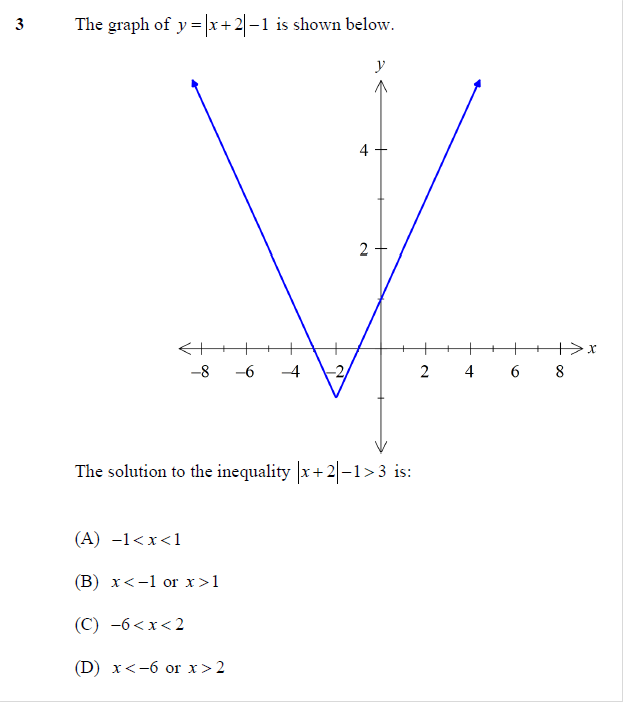 3 The graph of y = |x + 2| − 1 is shown below.
y
4
2
−8 −6 −4 −2 2 4 6 8 x
The solution to the inequality |x + 2| − 1 > 3 is:
(A) −1 < x < 1
(B) x < −1 or x > 1
(C) −6 < x < 2
(D) x < −6 or x > 2